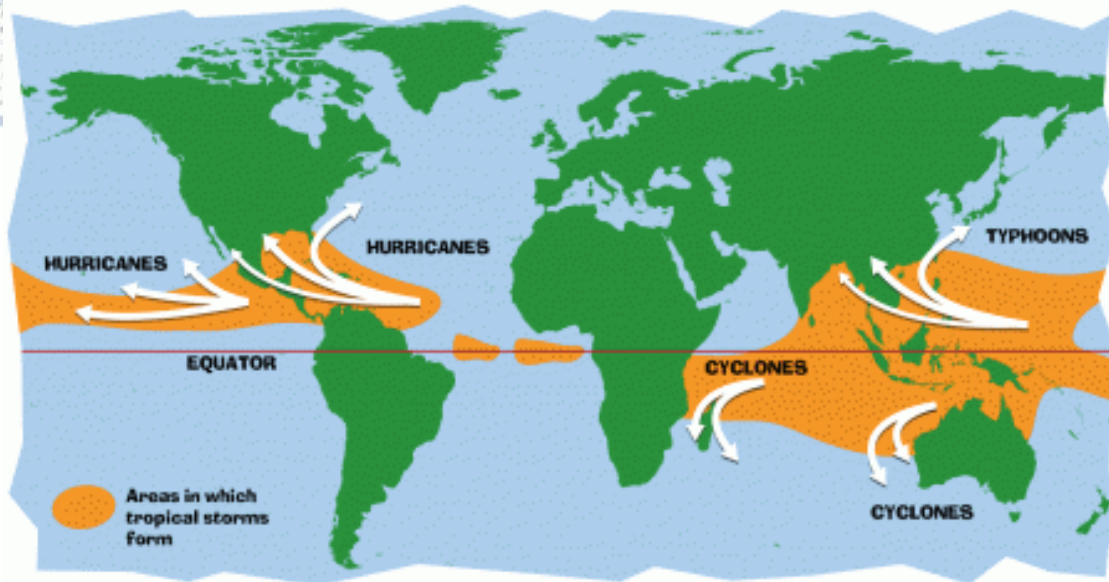 HURRICANES
HURRICANES
TYPHOONS
EQUATOR
CYCLONES
CYCLONES
Areas in which
tropical storms
form